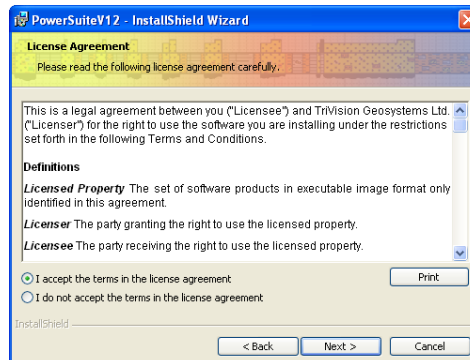 PowerSuiteV12 - InstallShield Wizard
License Agreement
Please read the following license agreement carefully.
This is a legal agreement between you ("Licensee") and TriVision Geosystems Ltd.
("Licenser") for the right to use the software you are installing under the restrictions
set forth in the following Terms and Conditions.
Definitions
Licensed Property The set of software products in executable image format only
identified in this agreement.
Licenser The party granting the right to use the licensed property.
Licensee The party receiving the right to use the licensed property.
I accept the terms in the license agreement
Print
I do not accept the terms in the license agreement
InstallShield
< Back
Next >
Cancel